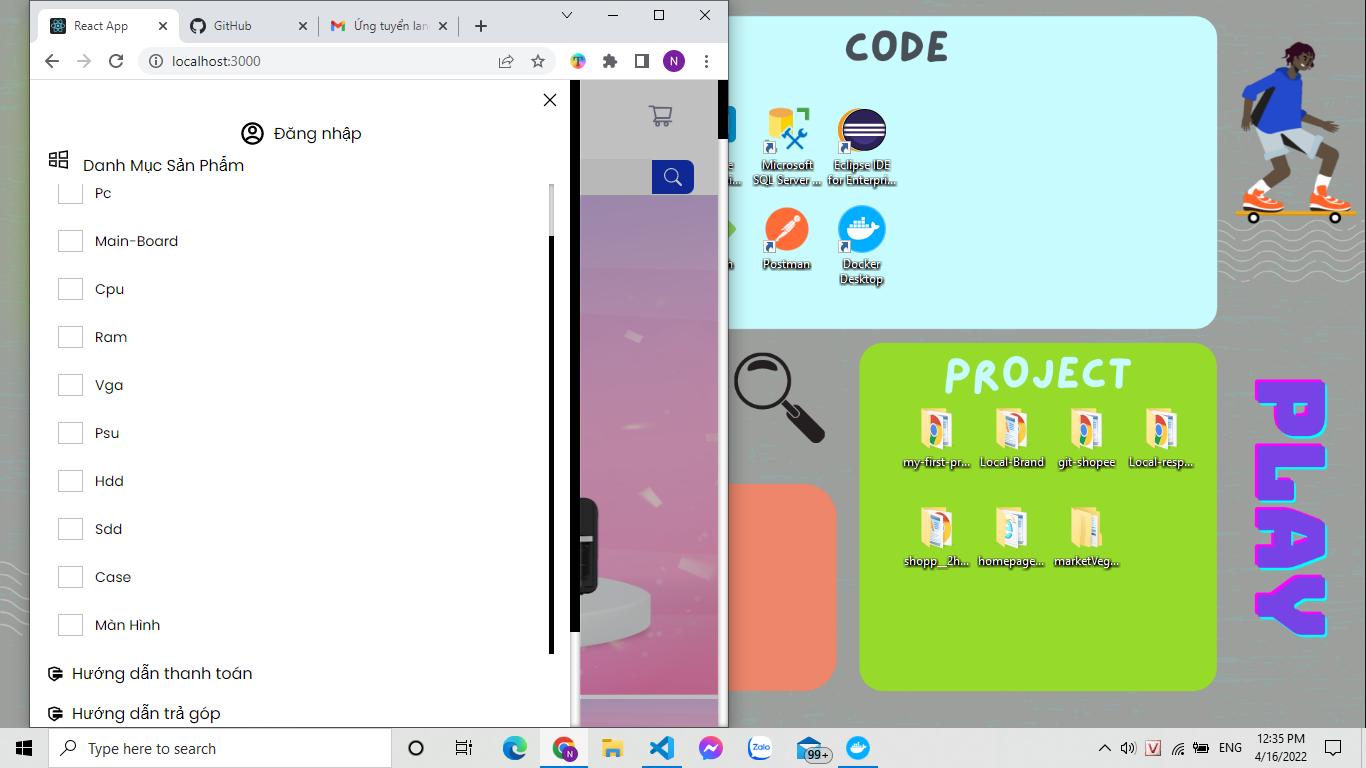 React App
GitHub
Ứng tuyển lan
localhost:3000
N
Đăng nhập
Danh Mục Sản Phẩm
Pc
Main-Board
Cpu
Ram
Vga
Psu
Hdd
Sdd
Case
Màn Hình
Hướng dẫn thanh toán
Hướng dẫn trả góp
CODE
Microsoft
SQL Server ...
Eclipse IDE
for Enterpri...
Postman
Docker
Desktop
PROJECT
my-first-pr...
Local-Brand
git-shopee
Local-resp...
shopp__2h...
homepage...
marketVeg...
PLAY
Type here to search
N
Zalo
99+
V
ENG
12:35 PM
4/16/2022